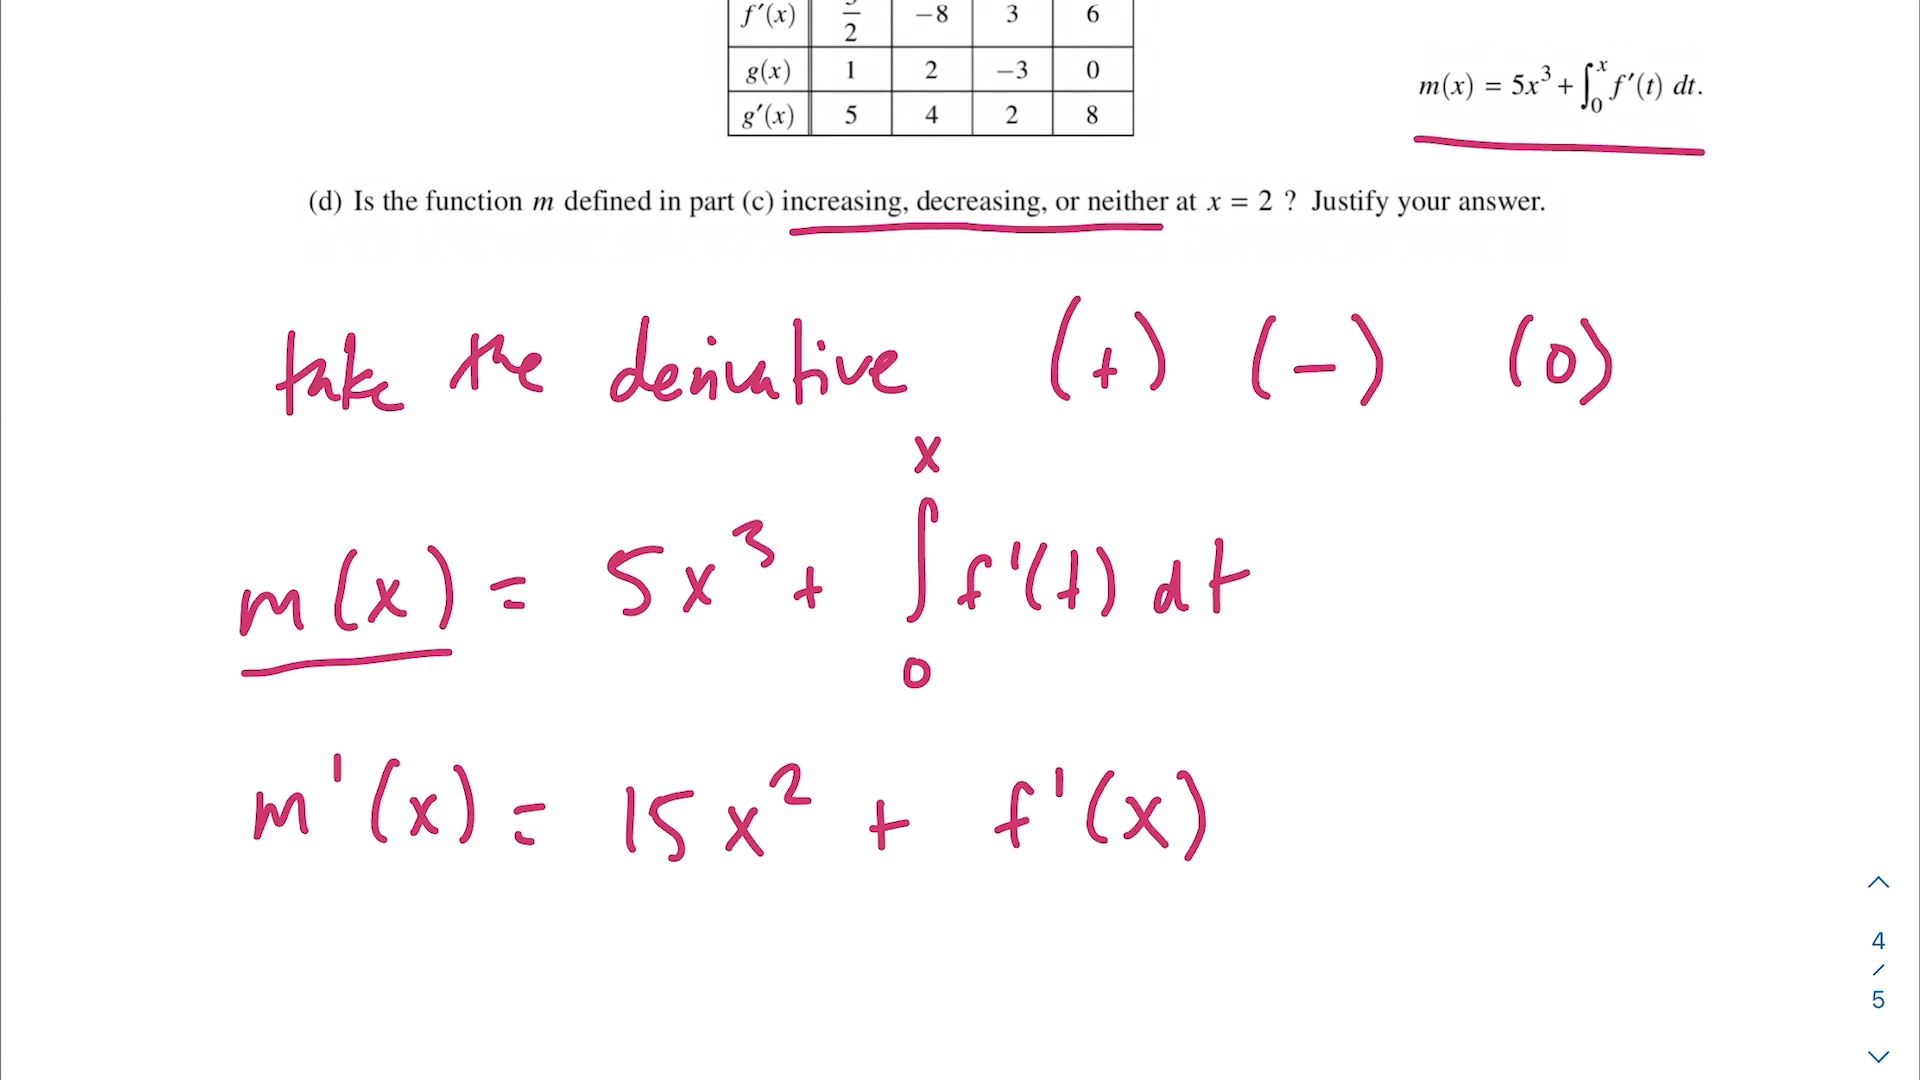 f′(x) 2 −8 3 6
g(x) 1 2 −3 0
g′(x) 5 4 2 8
m(x) = 5x³ + ∫₀ˣ f′(t) dt.
(d) Is the function m defined in part (c) increasing, decreasing, or neither at x = 2 ? Justify your answer.
take the derivative (+) (−) (0)
m(x) = 5x³ + ∫₀ˣ f'(t) dt
m'(x) = 15x² + f'(x)
4
/
5